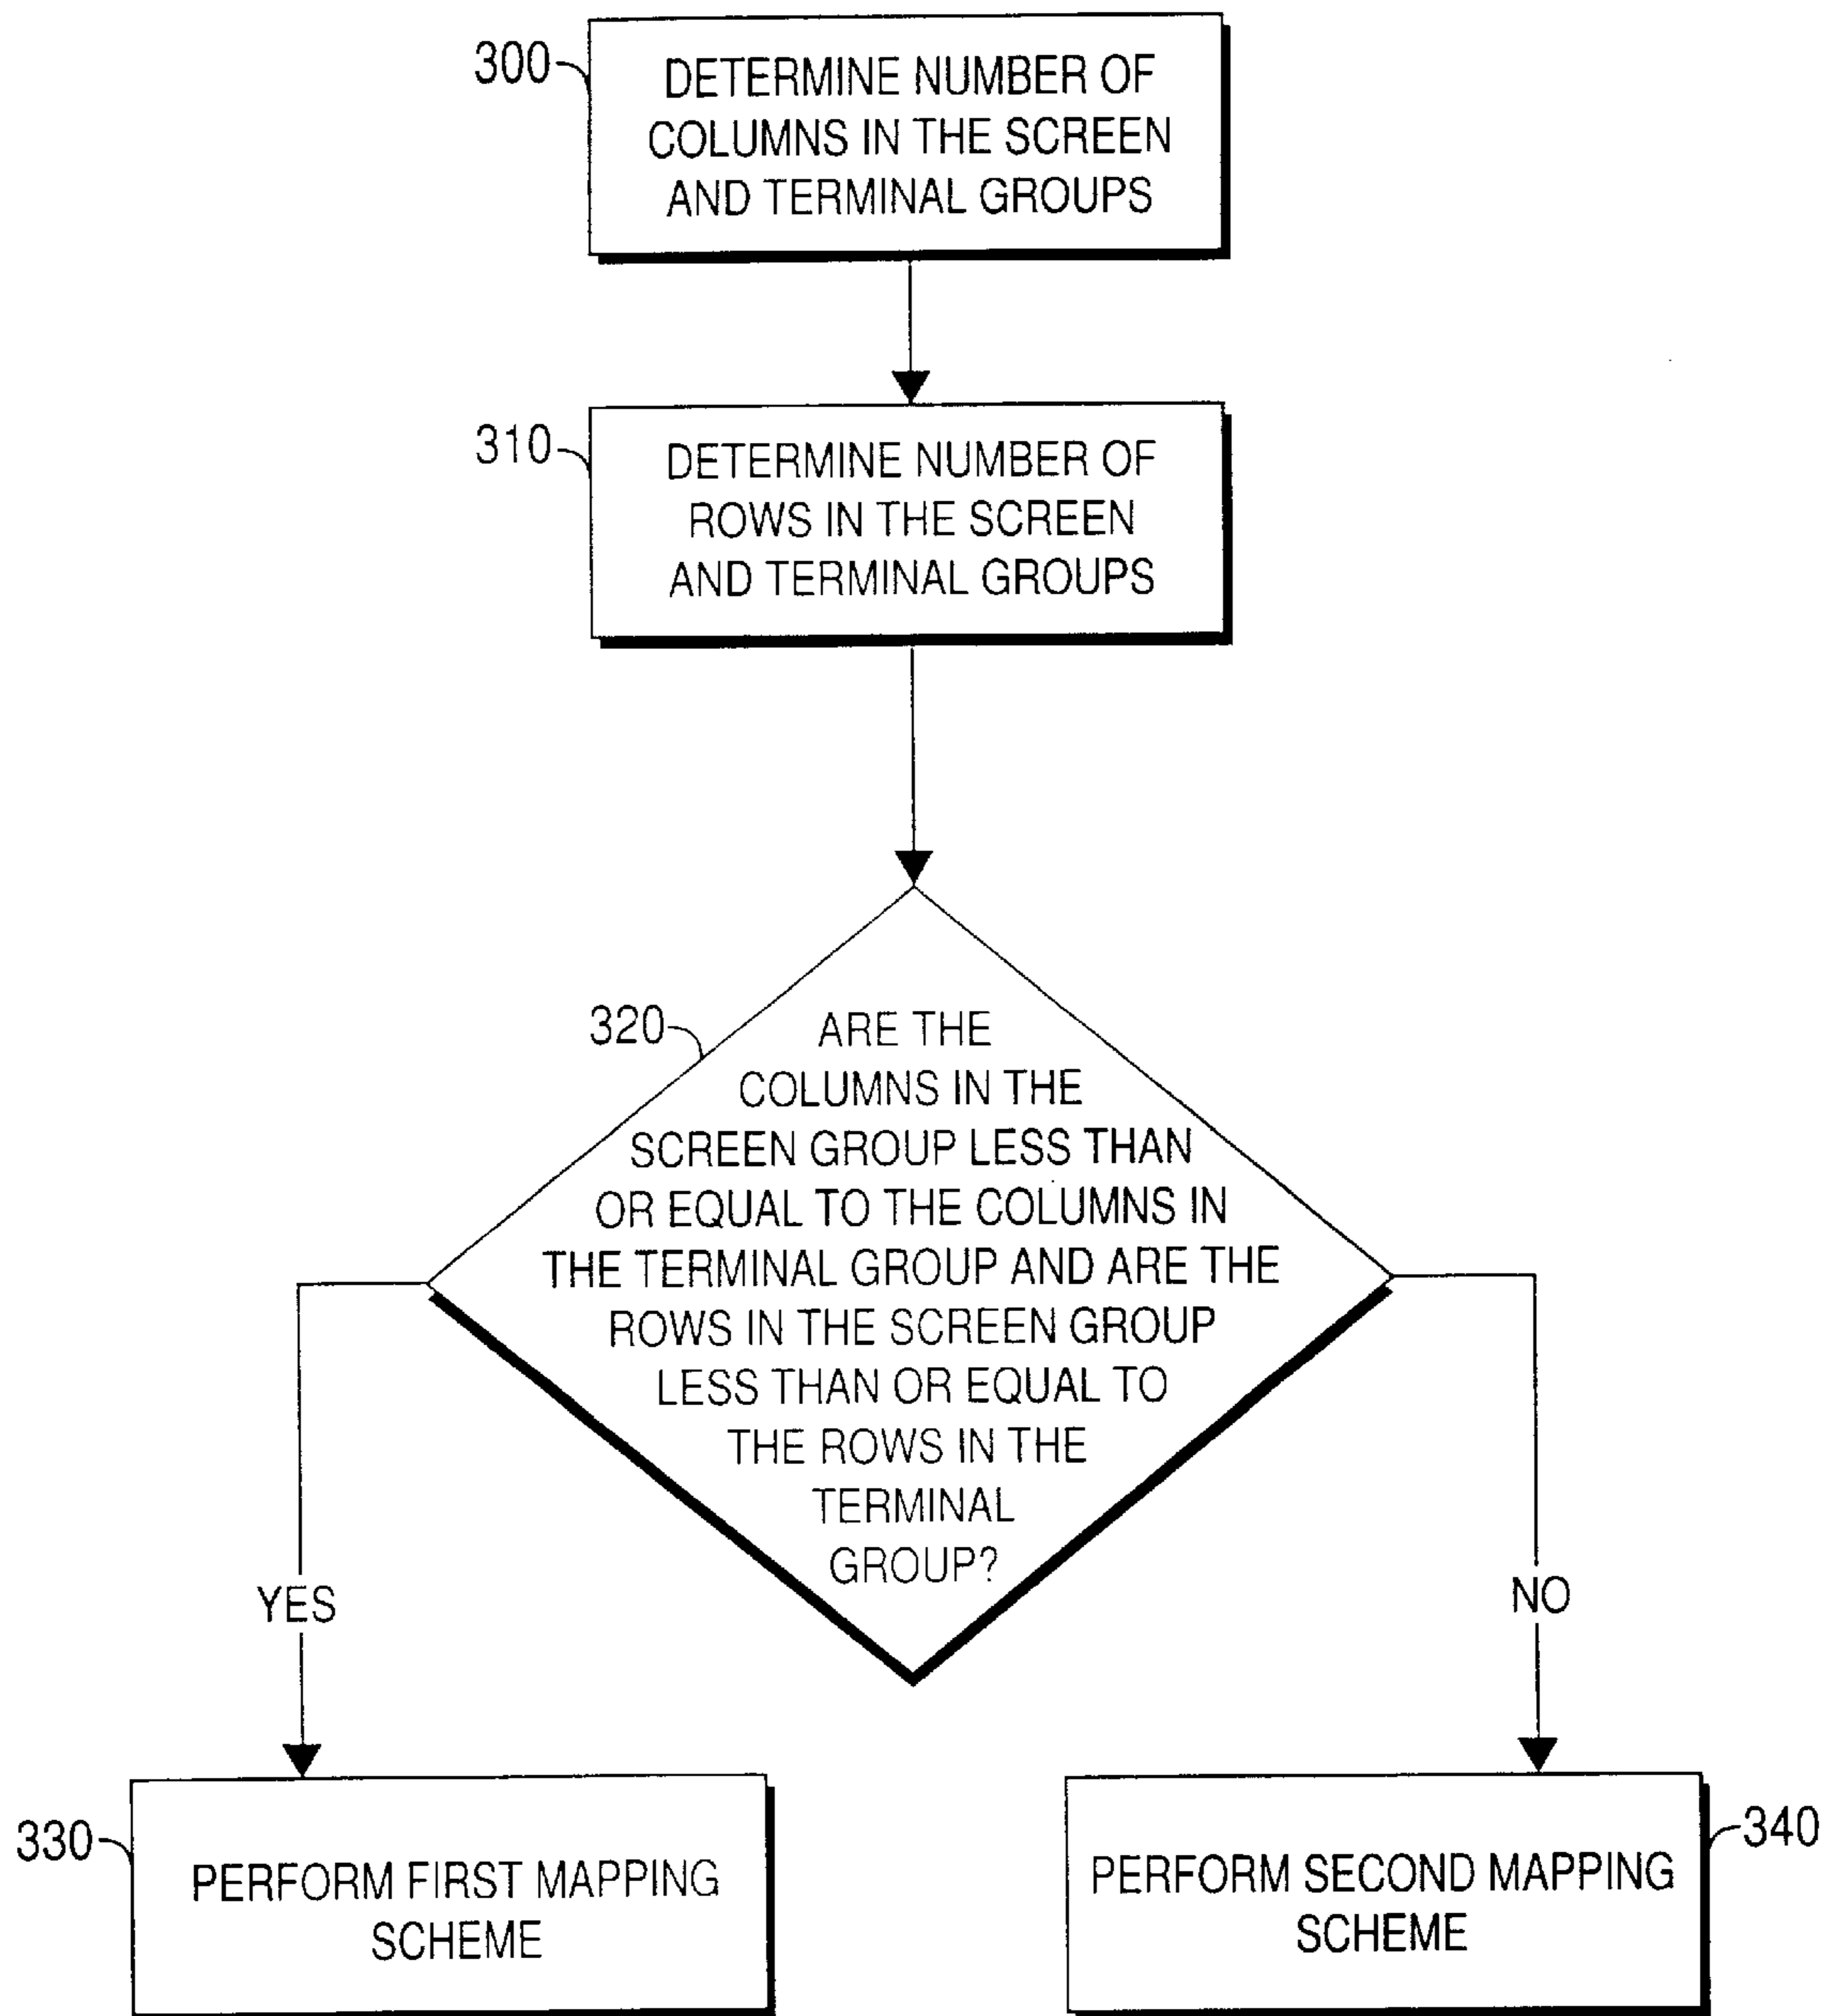 300
DETERMINE NUMBER OF
COLUMNS IN THE SCREEN
AND TERMINAL GROUPS
310
DETERMINE NUMBER OF
ROWS IN THE SCREEN
AND TERMINAL GROUPS
320
ARE THE
COLUMNS IN THE
SCREEN GROUP LESS THAN
OR EQUAL TO THE COLUMNS IN
THE TERMINAL GROUP AND ARE THE
ROWS IN THE SCREEN GROUP
LESS THAN OR EQUAL TO
THE ROWS IN THE
TERMINAL
GROUP?
YES
NO
330
PERFORM FIRST MAPPING
SCHEME
340
PERFORM SECOND MAPPING
SCHEME